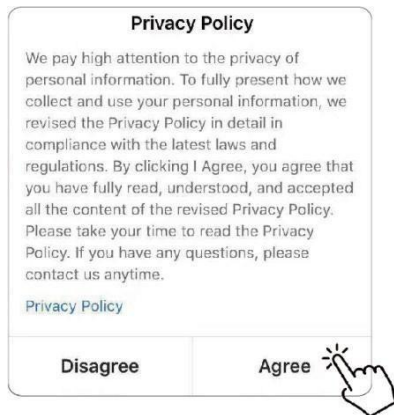 Privacy Policy
We pay high attention to the privacy of
personal information. To fully present how we
collect and use your personal information, we
revised the Privacy Policy in detail in
compliance with the latest laws and
regulations. By clicking I Agree, you agree that
you have fully read, understood, and accepted
all the content of the revised Privacy Policy.
Please take your time to read the Privacy
Policy. If you have any questions, please
contact us anytime.
Privacy Policy
Disagree
Agree